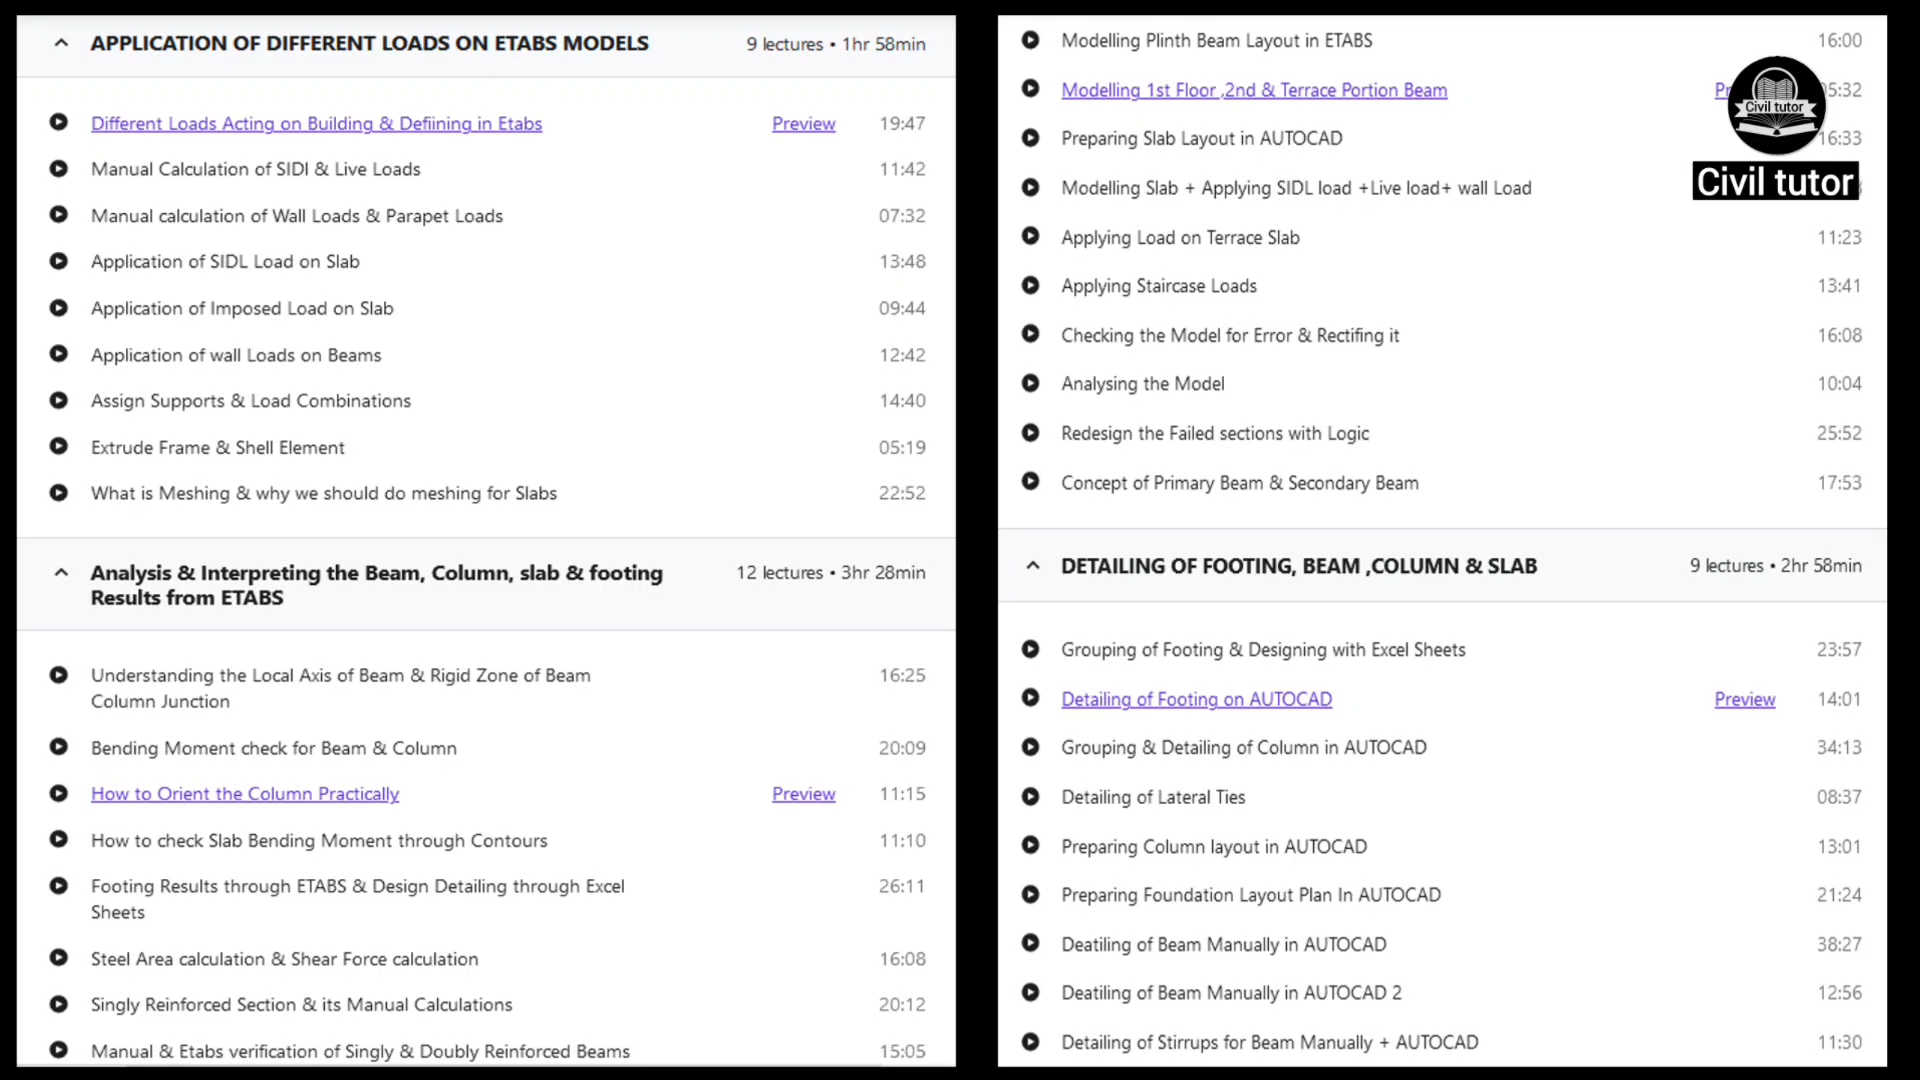 APPLICATION OF DIFFERENT LOADS ON ETABS MODELS 9 lectures • 1hr 58min
Different Loads Acting on Building & Defiining in Etabs Preview 19:47
Manual Calculation of SIDl & Live Loads 11:42
Manual calculation of Wall Loads & Parapet Loads 07:32
Application of SIDL Load on Slab 13:48
Application of Imposed Load on Slab 09:44
Application of wall Loads on Beams 12:42
Assign Supports & Load Combinations 14:40
Extrude Frame & Shell Element 05:19
What is Meshing & why we should do meshing for Slabs 22:52
Analysis & Interpreting the Beam, Column, slab & footing 12 lectures • 3hr 28min
Results from ETABS
Understanding the Local Axis of Beam & Rigid Zone of Beam 16:25
Column Junction
Bending Moment check for Beam & Column 20:09
How to Orient the Column Practically Preview 11:15
How to check Slab Bending Moment through Contours 11:10
Footing Results through ETABS & Design Detailing through Excel 26:11
Sheets
Steel Area calculation & Shear Force calculation 16:08
Singly Reinforced Section & its Manual Calculations 20:12
Manual & Etabs verification of Singly & Doubly Reinforced Beams 15:05
Modelling Plinth Beam Layout in ETABS 16:00
Modelling 1st Floor ,2nd & Terrace Portion Beam Pr 5:32
Civil tutor
Preparing Slab Layout in AUTOCAD 16:33
Modelling Slab + Applying SIDL load +Live load+ wall Load
Civil tutor
Applying Load on Terrace Slab 11:23
Applying Staircase Loads 13:41
Checking the Model for Error & Rectifing it 16:08
Analysing the Model 10:04
Redesign the Failed sections with Logic 25:52
Concept of Primary Beam & Secondary Beam 17:53
DETAILING OF FOOTING, BEAM ,COLUMN & SLAB 9 lectures • 2hr 58min
Grouping of Footing & Designing with Excel Sheets 23:57
Detailing of Footing on AUTOCAD Preview 14:01
Grouping & Detailing of Column in AUTOCAD 34:13
Detailing of Lateral Ties 08:37
Preparing Column layout in AUTOCAD 13:01
Preparing Foundation Layout Plan In AUTOCAD 21:24
Deatiling of Beam Manually in AUTOCAD 38:27
Deatiling of Beam Manually in AUTOCAD 2 12:56
Detailing of Stirrups for Beam Manually + AUTOCAD 11:30